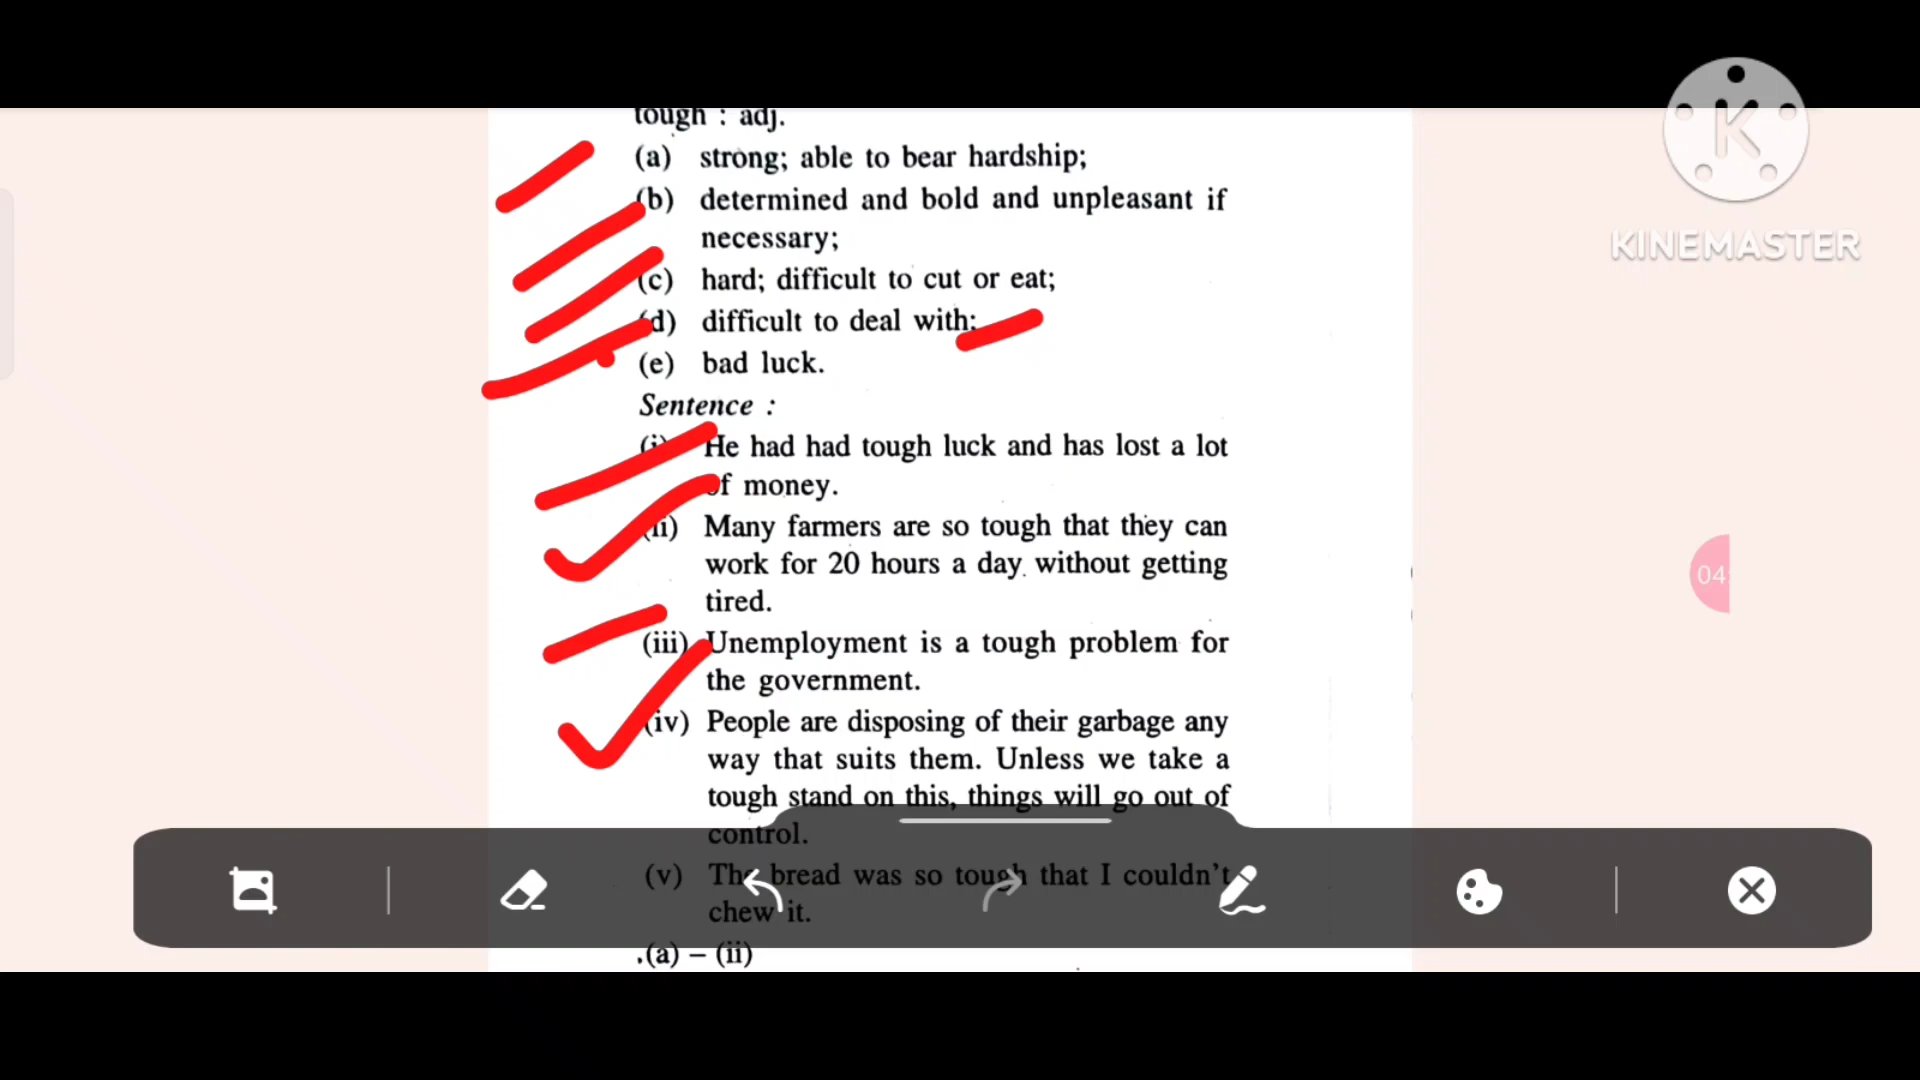 tough : adj.
(a) strong; able to bear hardship;
(b) determined and bold and unpleasant if
necessary;
(c) hard; difficult to cut or eat;
(d) difficult to deal with;
(e) bad luck.
Sentence :
(i) He had had tough luck and has lost a lot
of money.
(ii) Many farmers are so tough that they can
work for 20 hours a day without getting
tired.
(iii) Unemployment is a tough problem for
the government.
(iv) People are disposing of their garbage any
way that suits them. Unless we take a
tough stand on this, things will go out of
control.
(v) The bread was so tough that I couldn't
chew it.
.(a) – (ii)
K
KINEMASTER
04